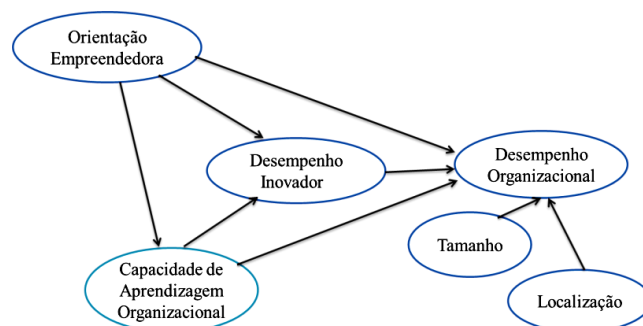 Orientação
Empreendedora
Desempenho
Inovador
Desempenho
Organizacional
Tamanho
Capacidade de
Aprendizagem
Organizacional
Localização